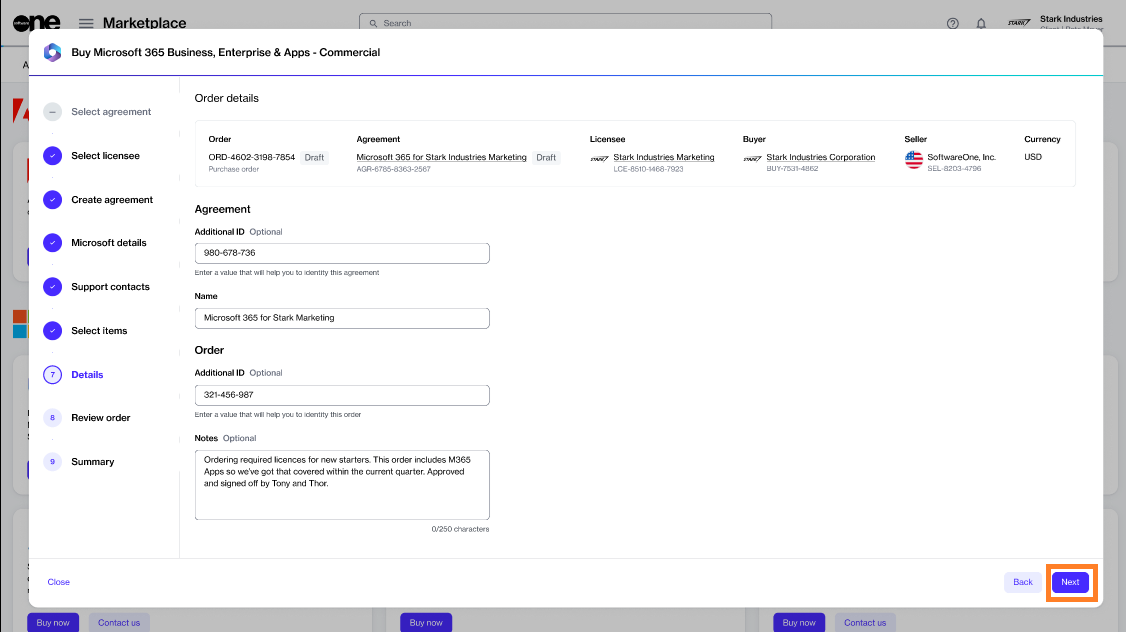 software one
Marketplace
Search
STARK
Stark Industries
Buy Microsoft 365 Business, Enterprise & Apps - Commercial
Select agreement
Select licensee
Create agreement
Microsoft details
Support contacts
Select items
7 Details
8 Review order
9 Summary
Order details
Order Agreement Licensee Buyer Seller Currency
ORD-4602-3198-7854 Draft Microsoft 365 for Stark Industries Marketing Draft STARK Stark Industries Marketing STARK Stark Industries Corporation SoftwareOne, Inc. USD
Purchase order AGR-6785-8363-2567 LCE-8510-1468-7923 BUY-7531-4862 SEL-8203-4796
Agreement
Additional ID Optional
980-678-736
Enter a value that will help you to identity this agreement
Name
Microsoft 365 for Stark Marketing
Order
Additional ID Optional
321-456-987
Enter a value that will help you to identity this order
Notes Optional
Ordering required licences for new starters. This order includes M365
Apps so we've got that covered within the current quarter. Approved
and signed off by Tony and Thor.
0/250 characters
Close Back Next
Buy now Contact us Buy now Buy now Contact us